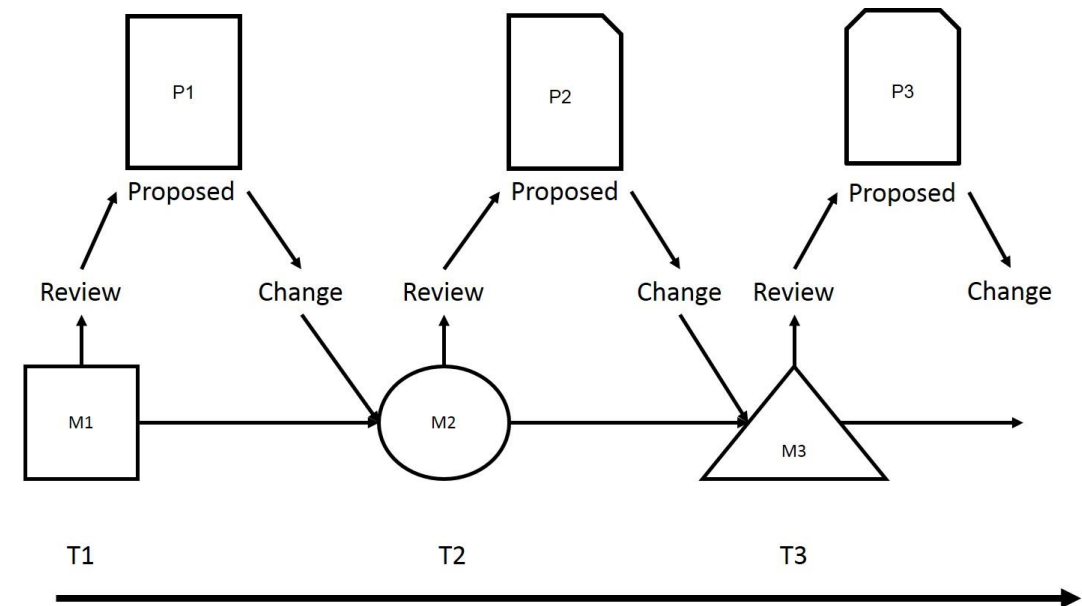 P1
P2
P3
Proposed
Proposed
Proposed
Review
Change
Review
Change
Review
Change
M1
M2
M3
T1
T2
T3